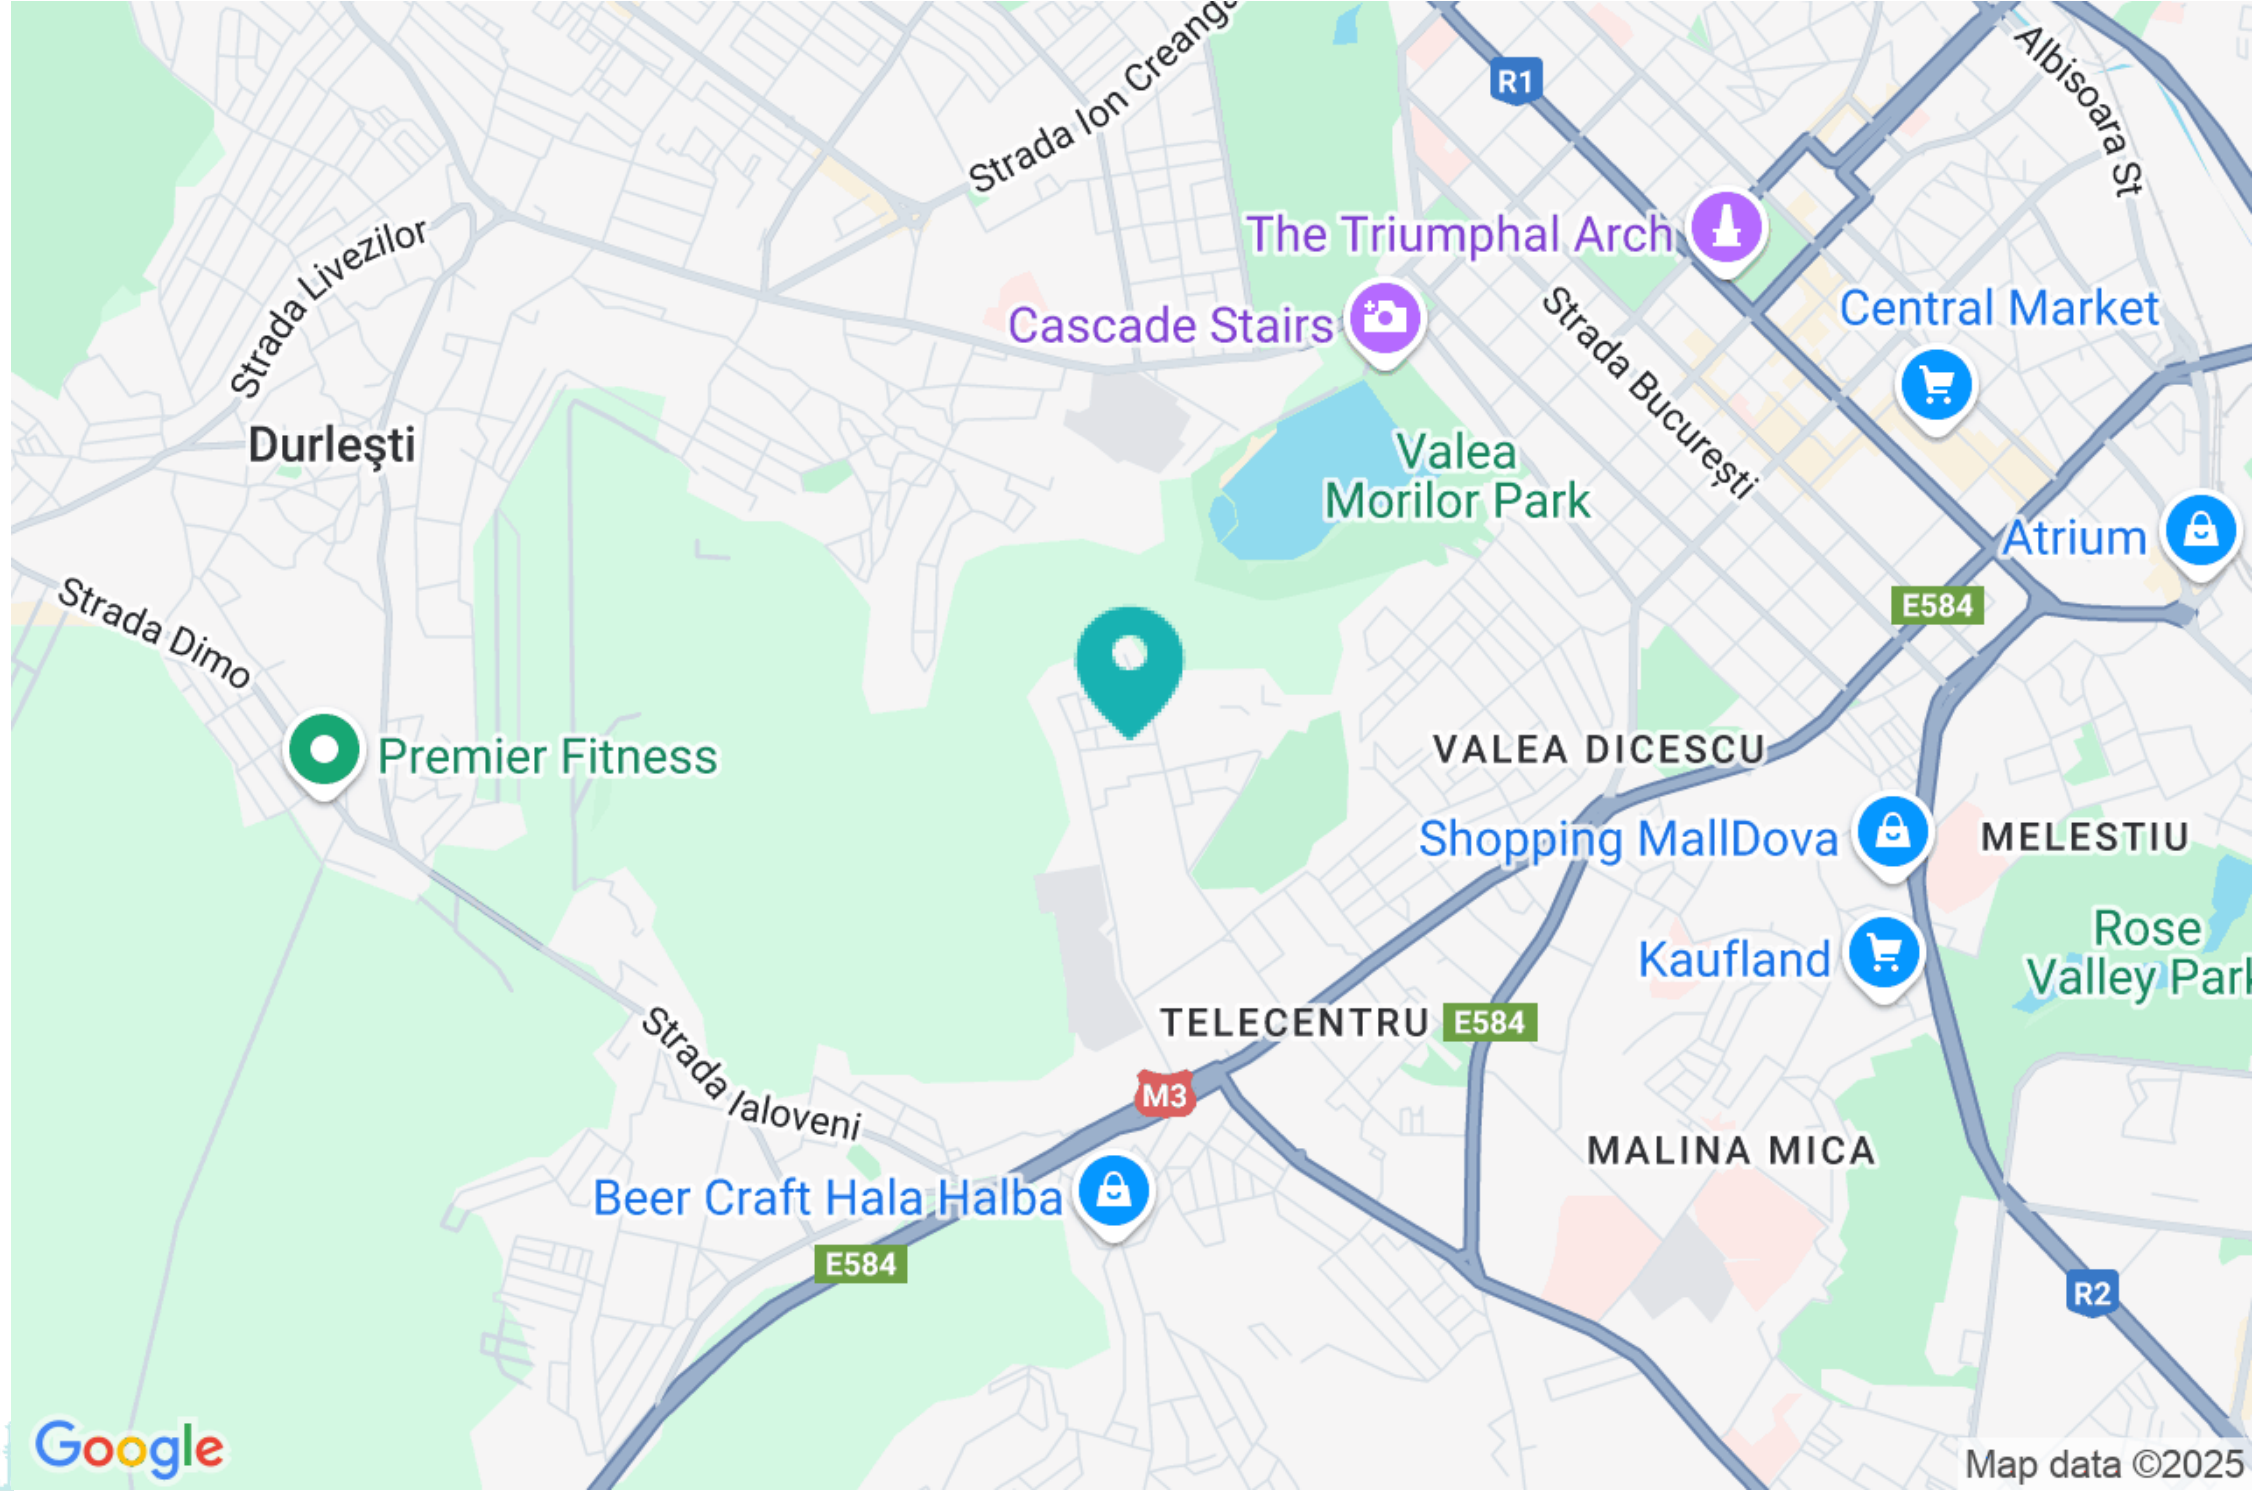 Strada Ion Creangă
R1
Albisoara St
The Triumphal Arch
Strada Livezilor
Cascade Stairs
Central Market
Strada București
Durleşti
Valea
Morilor Park
Atrium
Strada Dimo
E584
Premier Fitness
VALEA DICESCU
Shopping MallDova
MELESTIU
Rose
Valley Park
Kaufland
TELECENTRU
E584
Strada Ialoveni
M3
MALINA MICA
Beer Craft Hala Halba
E584
R2
Google
Map data ©2025